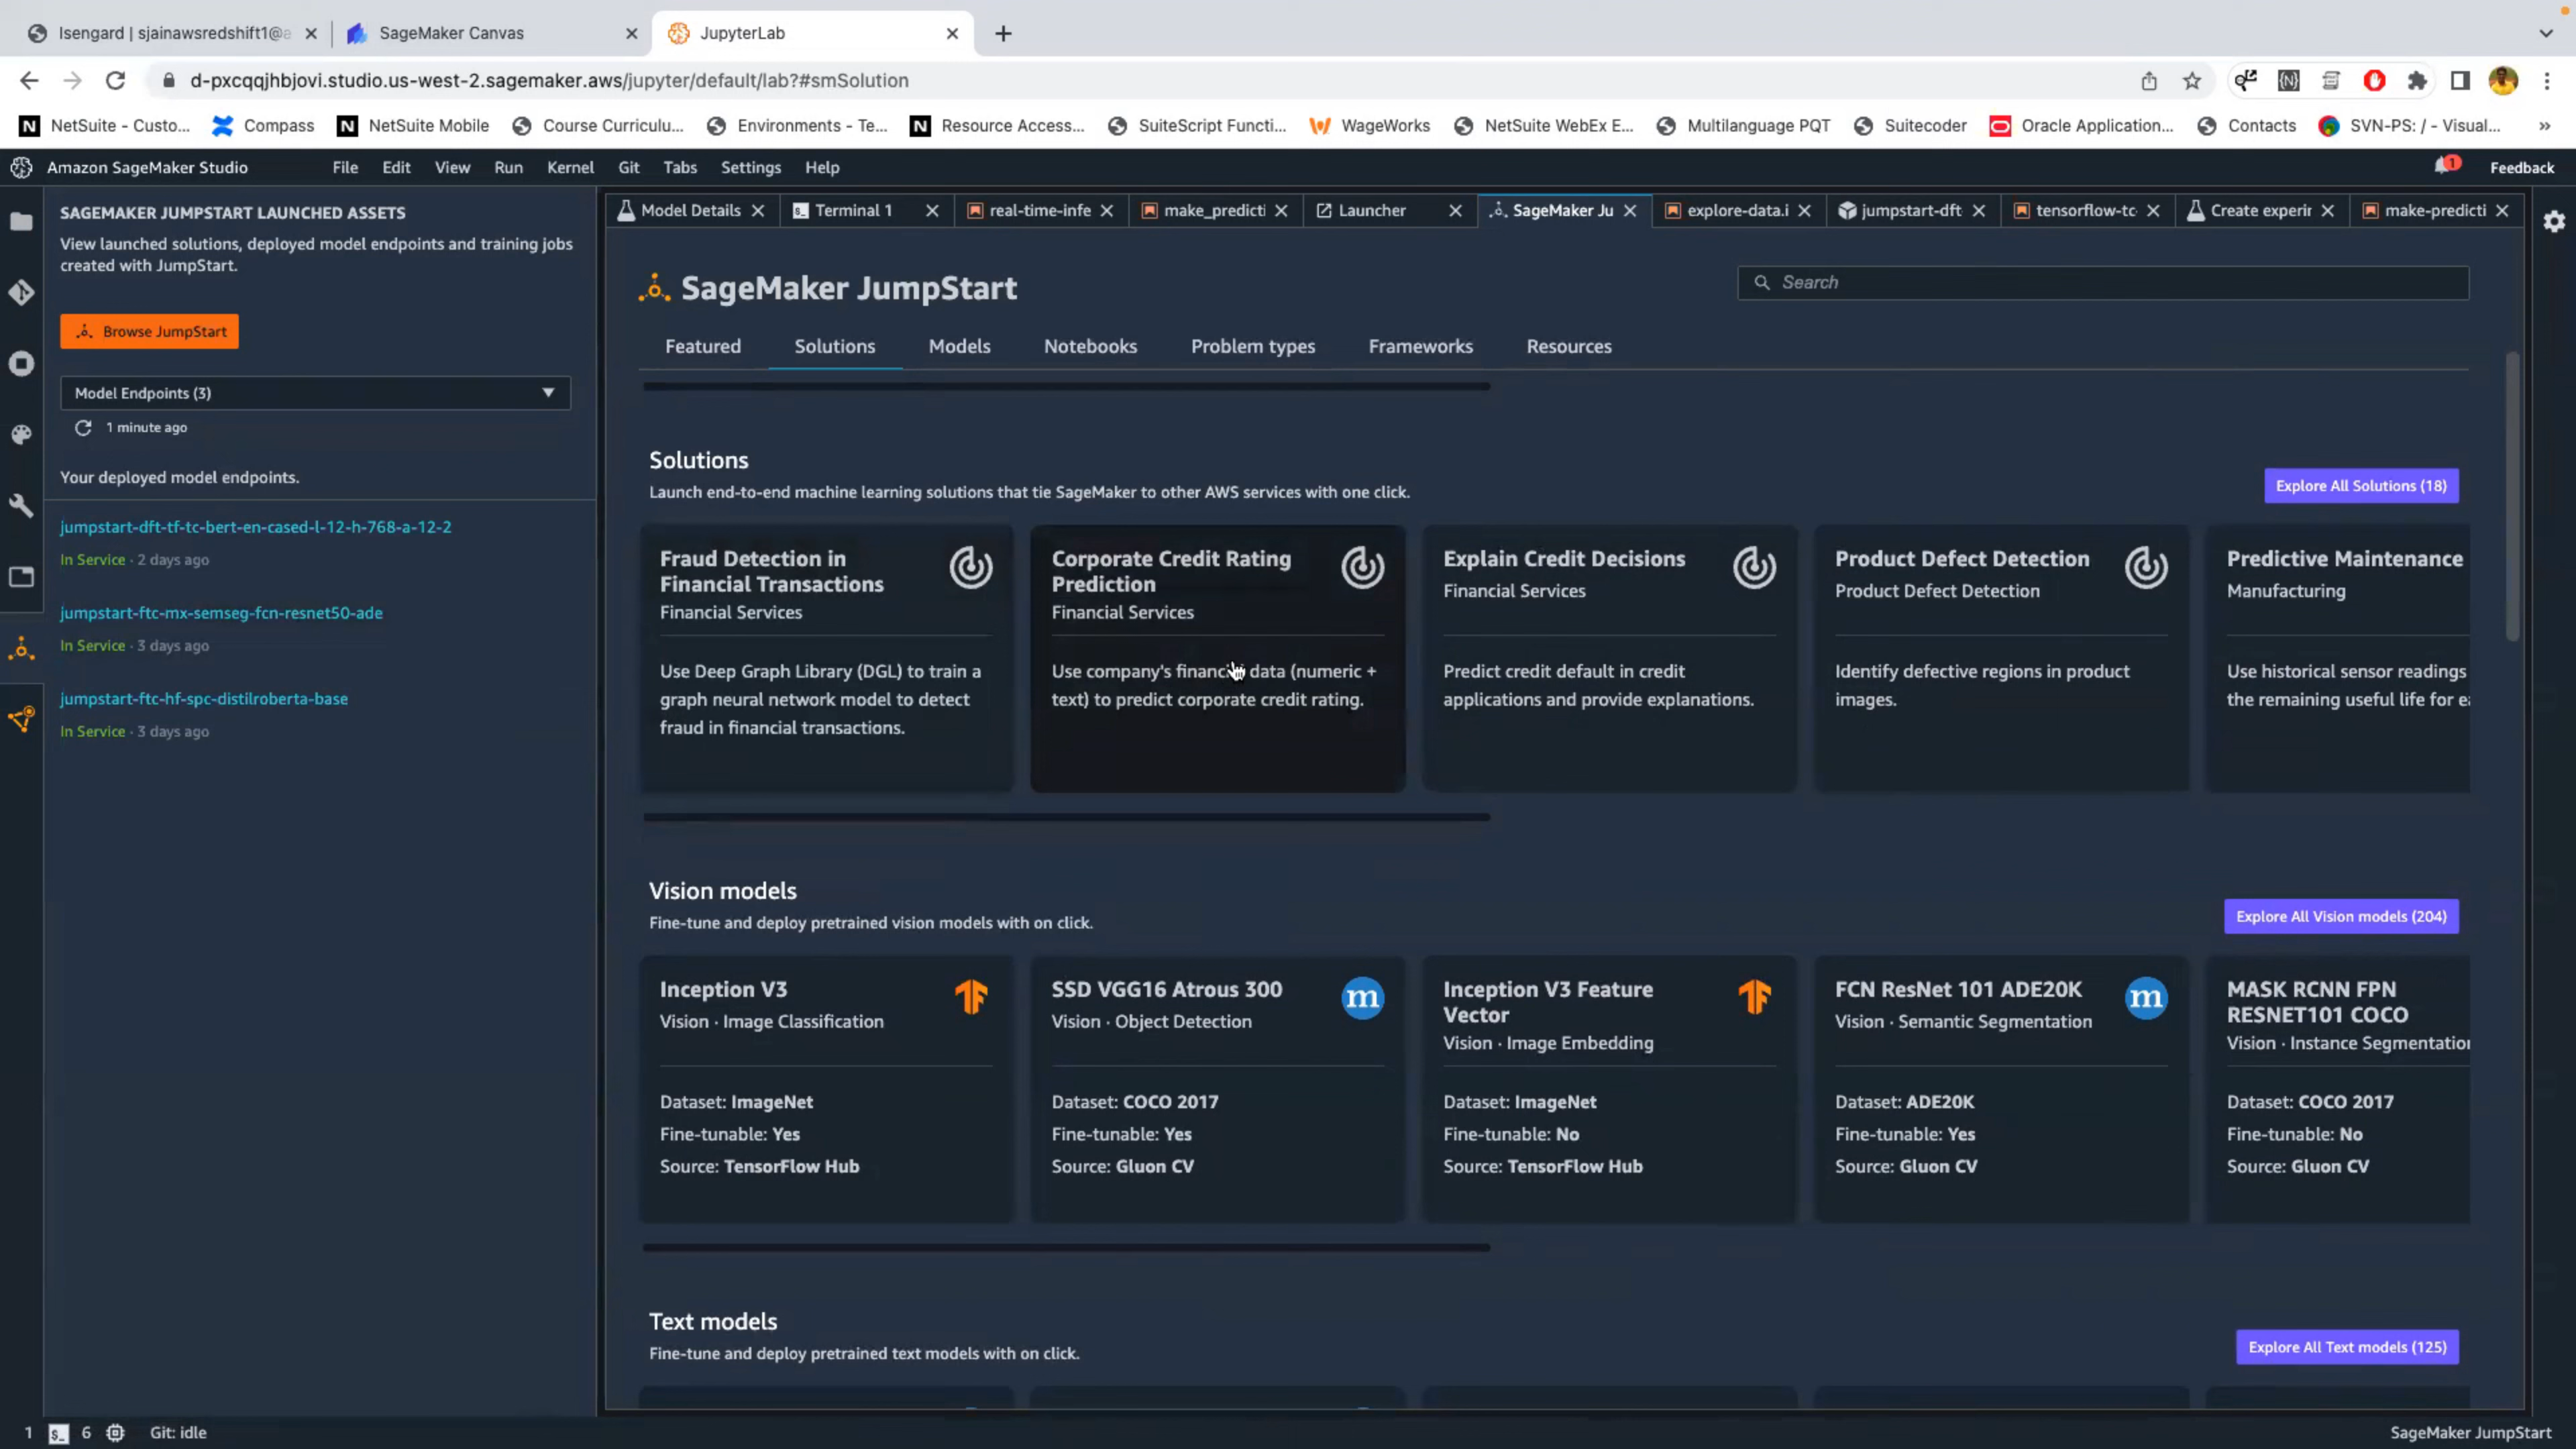 Isengard | sjainawsredshift1@a
SageMaker Canvas
JupyterLab
d-pxcqqjhbjovi.studio.us-west-2.sagemaker.aws/jupyter/default/lab?#smSolution
NetSuite - Custo...
Compass
NetSuite Mobile
Course Curriculu...
Environments - Te...
Resource Access...
SuiteScript Functi...
WageWorks
NetSuite WebEx E...
Multilanguage PQT
Suitecoder
Oracle Application...
Contacts
SVN-PS: / - Visual...
Amazon SageMaker Studio
File Edit View Run Kernel Git Tabs Settings Help
1
Feedback
SAGEMAKER JUMPSTART LAUNCHED ASSETS
View launched solutions, deployed model endpoints and training jobs
created with JumpStart.
Browse JumpStart
Model Endpoints (3)
1 minute ago
Your deployed model endpoints.
jumpstart-dft-tf-tc-bert-en-cased-l-12-h-768-a-12-2
In Service · 2 days ago
jumpstart-ftc-mx-semseg-fcn-resnet50-ade
In Service · 3 days ago
jumpstart-ftc-hf-spc-distilroberta-base
In Service · 3 days ago
Model Details
Terminal 1
real-time-infe
make_predicti
Launcher
SageMaker Ju
explore-data.i
jumpstart-dft
tensorflow-tc
Create experir
make-predicti
SageMaker JumpStart
Search
Featured Solutions Models Notebooks Problem types Frameworks Resources
Solutions
Launch end-to-end machine learning solutions that tie SageMaker to other AWS services with one click.
Explore All Solutions (18)
Fraud Detection in
Financial Transactions
Financial Services
Use Deep Graph Library (DGL) to train a
graph neural network model to detect
fraud in financial transactions.
Corporate Credit Rating
Prediction
Financial Services
Use company's financial data (numeric +
text) to predict corporate credit rating.
Explain Credit Decisions
Financial Services
Predict credit default in credit
applications and provide explanations.
Product Defect Detection
Product Defect Detection
Identify defective regions in product
images.
Predictive Maintenance
Manufacturing
Use historical sensor readings
the remaining useful life for ea
Vision models
Fine-tune and deploy pretrained vision models with on click.
Explore All Vision models (204)
Inception V3
Vision · Image Classification
Dataset: ImageNet
Fine-tunable: Yes
Source: TensorFlow Hub
SSD VGG16 Atrous 300
Vision · Object Detection
Dataset: COCO 2017
Fine-tunable: Yes
Source: Gluon CV
Inception V3 Feature
Vector
Vision · Image Embedding
Dataset: ImageNet
Fine-tunable: No
Source: TensorFlow Hub
FCN ResNet 101 ADE20K
Vision · Semantic Segmentation
Dataset: ADE20K
Fine-tunable: Yes
Source: Gluon CV
MASK RCNN FPN
RESNET101 COCO
Vision · Instance Segmentation
Dataset: COCO 2017
Fine-tunable: No
Source: Gluon CV
Text models
Fine-tune and deploy pretrained text models with on click.
Explore All Text models (125)
1 $_ 6 Git: idle
SageMaker JumpStart